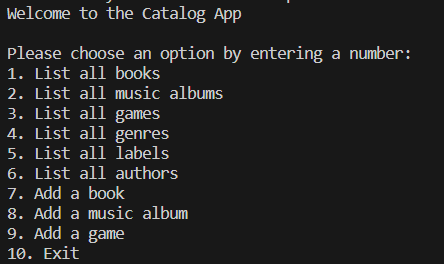 Welcome to the Catalog App
Please choose an option by entering a number:
1. List all books
2. List all music albums
3. List all games
4. List all genres
5. List all labels
6. List all authors
7. Add a book
8. Add a music album
9. Add a game
10. Exit